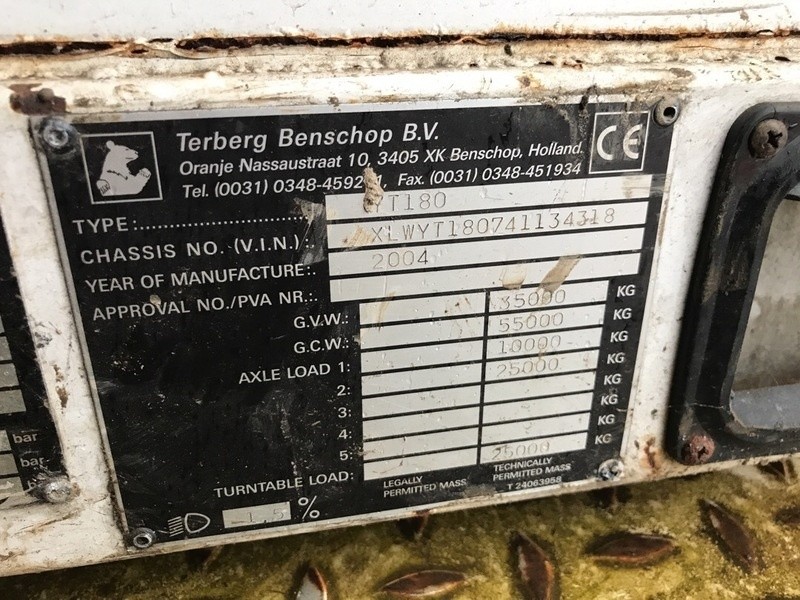 Terberg Benschop B.V.
Oranje Nassaustraat 10, 3405 XK Benschop, Holland.
Tel. (0031) 0348- Fax. (0031) 0348-451934
CE
TYPE: YT180
CHASSIS NO. (V.I.N.): XLWYT180741134318
YEAR OF MANUFACTURE: 2004
APPROVAL NO./PVA NR.:
G.V.W.: 35000 KG
G.C.W.: 55000 KG
AXLE LOAD 1: 10000 KG
2: 25000 KG
3: KG
4: KG
5: KG
TURNTABLE LOAD: 25000 KG
LEGALLY PERMITTED MASS
TECHNICALLY PERMITTED MASS
T 24063958
-1.5 %
bar
bar